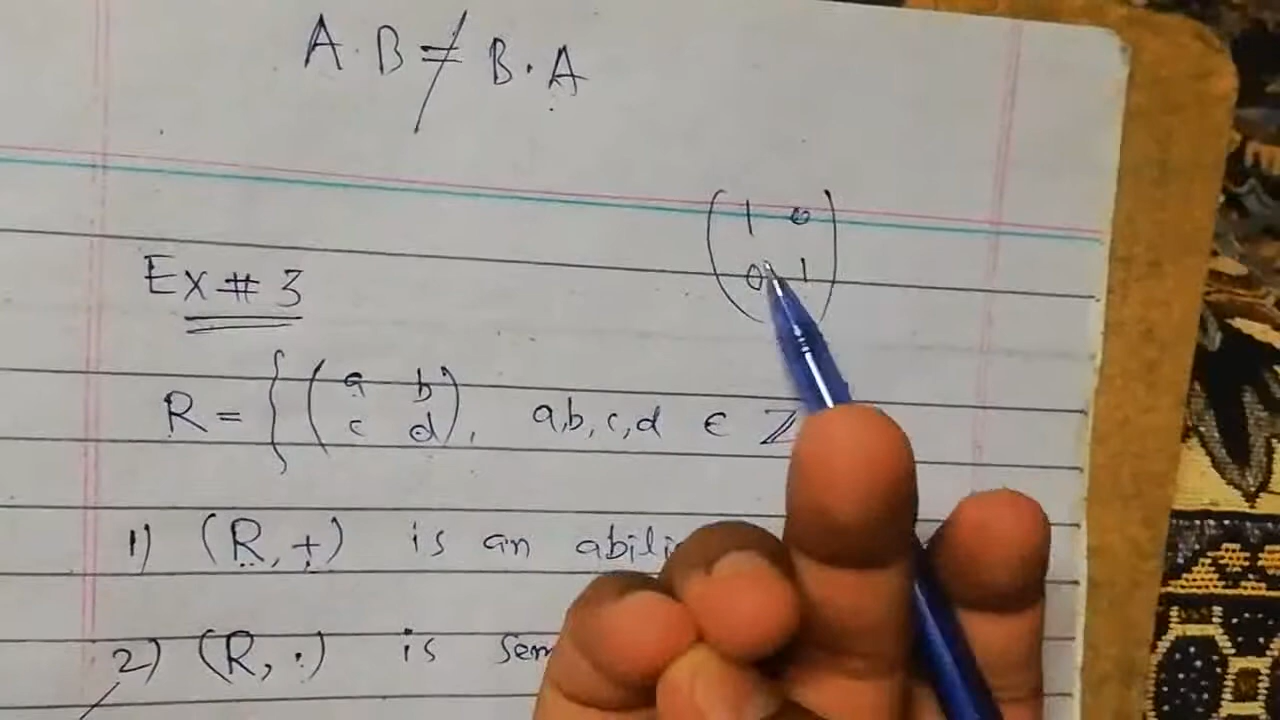 A · B ≠ B · A
( 1 0
0 1 )
Ex # 3
R = { ( a b
c d ) , a,b,c,d ∈ ℤ
1) (R, +) is an abili
2) (R, ·) is sem